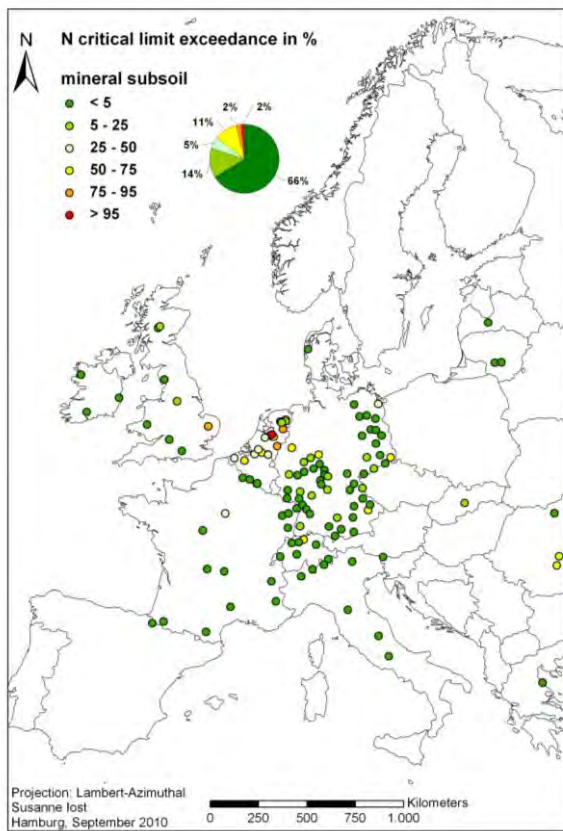 N
N critical limit exceedance in %
mineral subsoil
< 5
5 - 25
25 - 50
50 - 75
75 - 95
> 95
2%
2%
11%
5%
14%
66%
Projection: Lambert-Azimuthal
Susanne Iost
Hamburg, September 2010
0 250 500 750 1.000 Kilometers